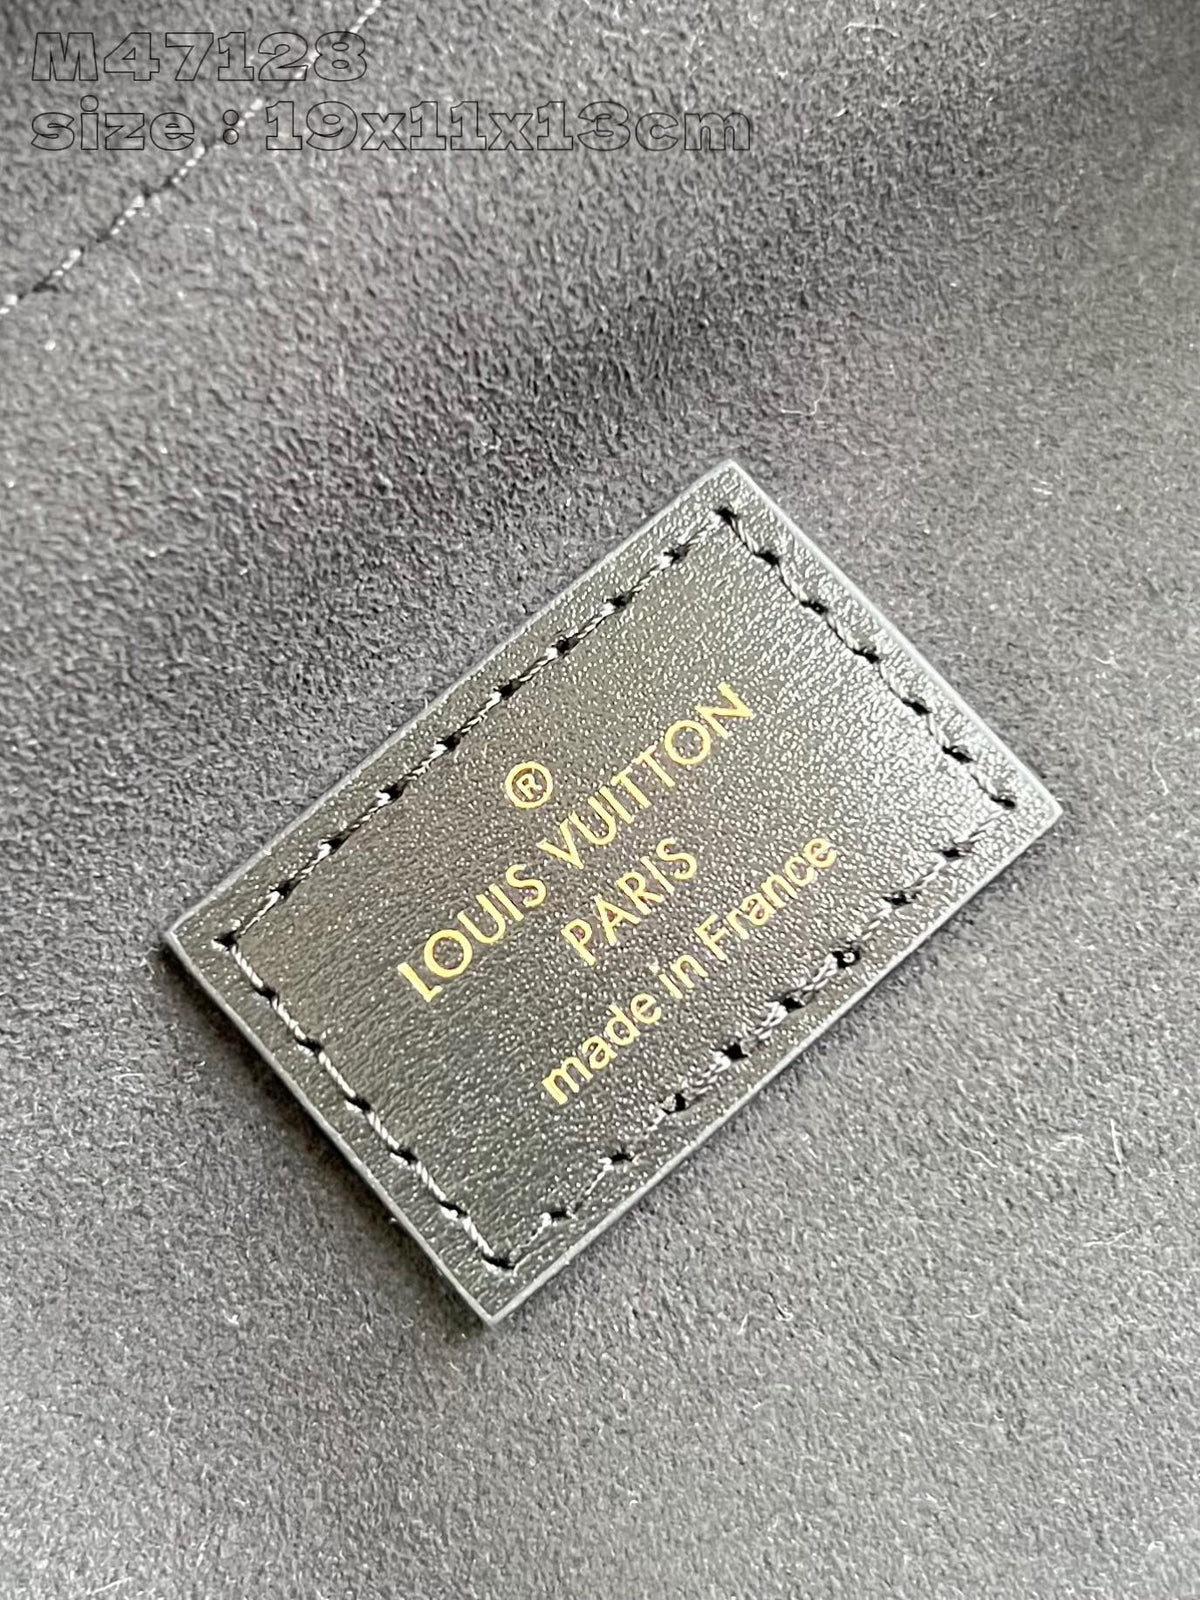 M47128
size : 19x11x13cm
®
LOUIS VUITTON
PARIS
made in France